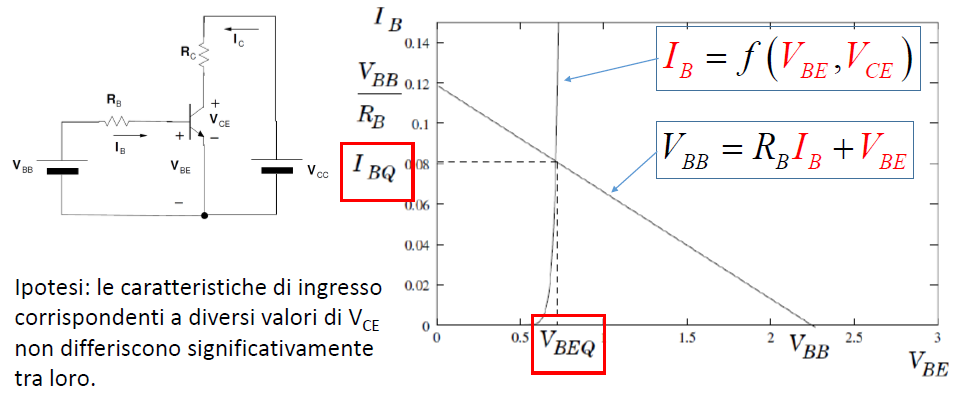 R_C
I_C
R_B
+
V_CE
−
I_B
+
V_BB
V_BE
−
V_CC
Ipotesi: le caratteristiche di ingresso
corrispondenti a diversi valori di V_CE
non differiscono significativamente
tra loro.
I_B
0.14
V_BB / R_B
0.12
0.1
I_BQ
0.08
0.06
0.04
0.02
0
I_B = f(V_BE, V_CE)
V_BB = R_B I_B + V_BE
0
0.5
V_BEQ
1
1.5
2
V_BB
2.5
3
V_BE